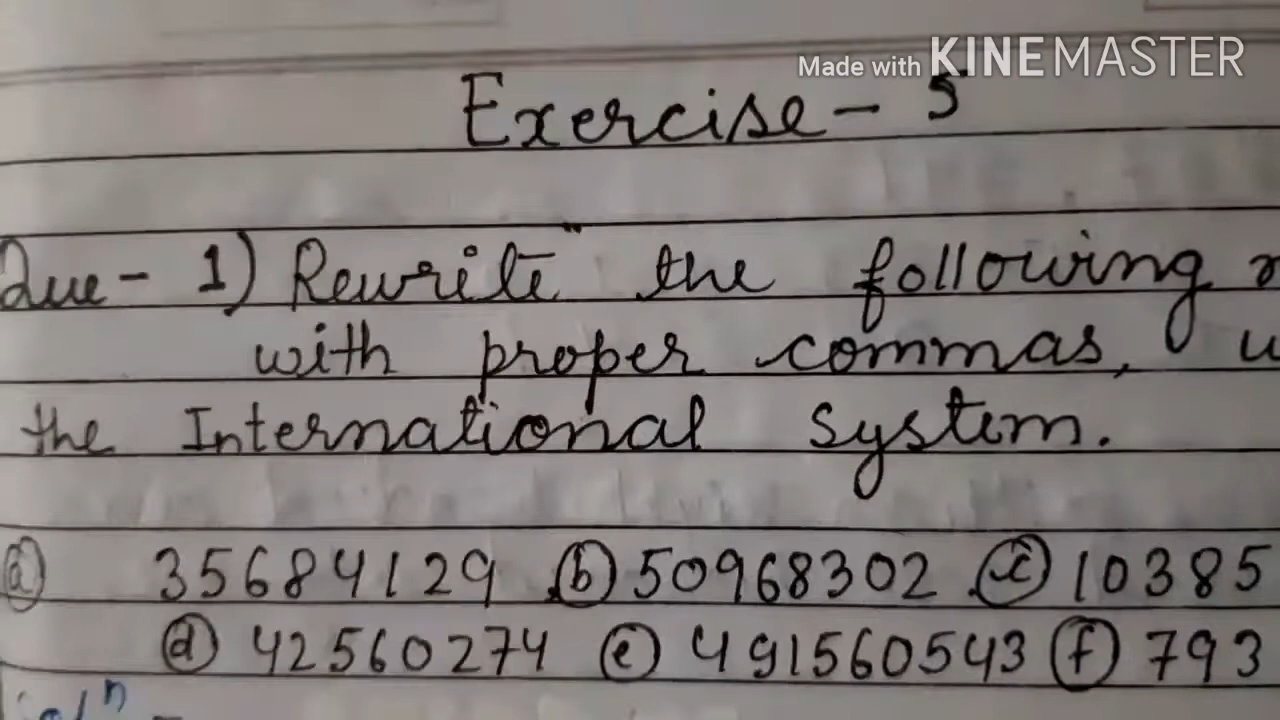 Made with KINEMASTER
Exercise - 5
Que - 1) Rewrite the following
with proper commas,
the International system.
(a) 35684129 (b) 50968302 (c) 10385
(d) 42560274 (e) 491560543 (f) 793